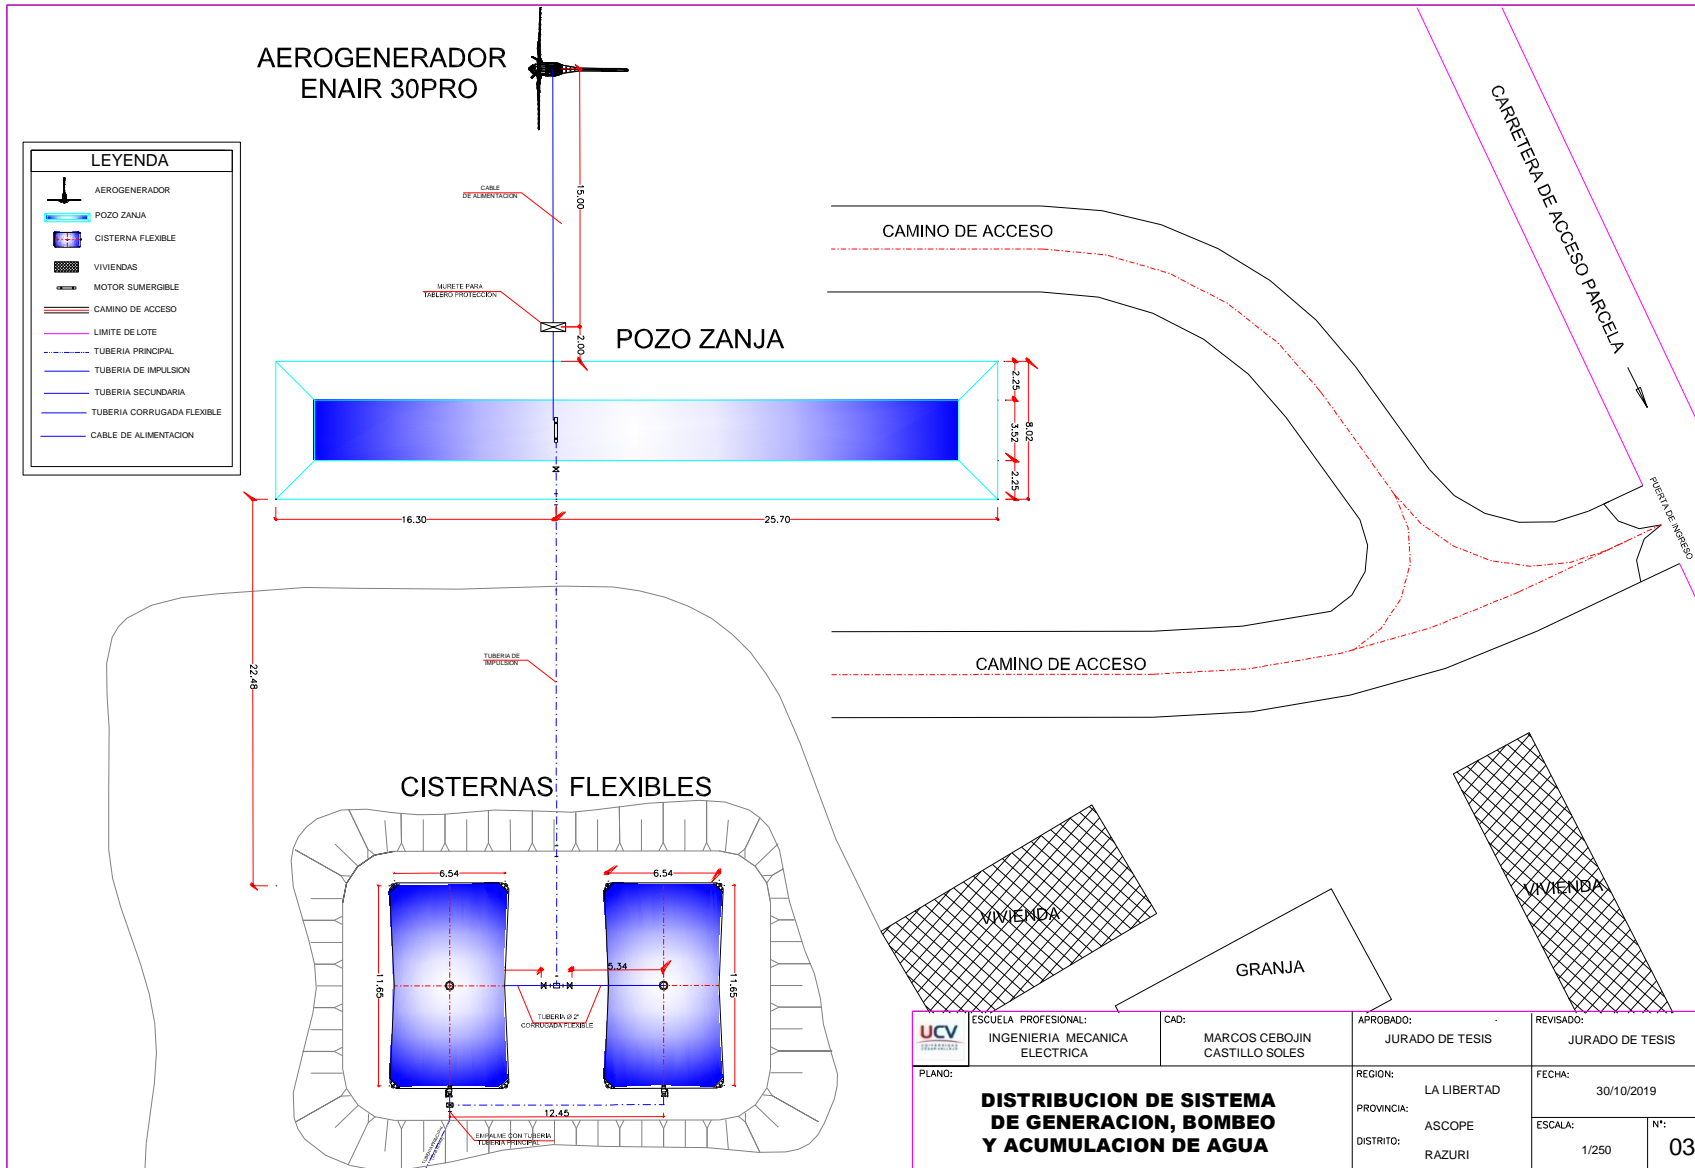 AEROGENERADOR
ENAIR 30PRO
LEYENDA
AEROGENERADOR
POZO ZANJA
CISTERNA FLEXIBLE
VIVIENDAS
MOTOR SUMERGIBLE
CAMINO DE ACCESO
LIMITE DE LOTE
TUBERIA PRINCIPAL
TUBERIA DE IMPULSION
TUBERIA SECUNDARIA
TUBERIA CORRUGADA FLEXIBLE
CABLE DE ALIMENTACION
CABLE
DE ALIMENTACION
15.00
MURETE PARA
TABLERO PROTECCION
2.00
POZO ZANJA
2.25
3.52
8.02
2.25
16.30
25.70
22.48
CAMINO DE ACCESO
CARRETERA DE ACCESO PARCELA
PUERTA DE INGRESO
CAMINO DE ACCESO
TUBERIA DE
IMPULSION
CISTERNAS FLEXIBLES
6.54
6.54
11.65
11.65
5.34
TUBERIA Ø 2"
CORRUGADA FLEXIBLE
12.45
EMPALME CON TUBERIA
TUBERIA PRINCIPAL
VIVIENDA
VIVIENDA
GRANJA
UCV
ESCUELA PROFESIONAL:
INGENIERIA MECANICA
ELECTRICA
CAD:
MARCOS CEBOJIN
CASTILLO SOLES
APROBADO:
JURADO DE TESIS
REVISADO:
JURADO DE TESIS
PLANO:
DISTRIBUCION DE SISTEMA
DE GENERACION, BOMBEO
Y ACUMULACION DE AGUA
REGION:
LA LIBERTAD
PROVINCIA:
ASCOPE
DISTRITO:
RAZURI
FECHA:
30/10/2019
ESCALA:
1/250
N°:
03